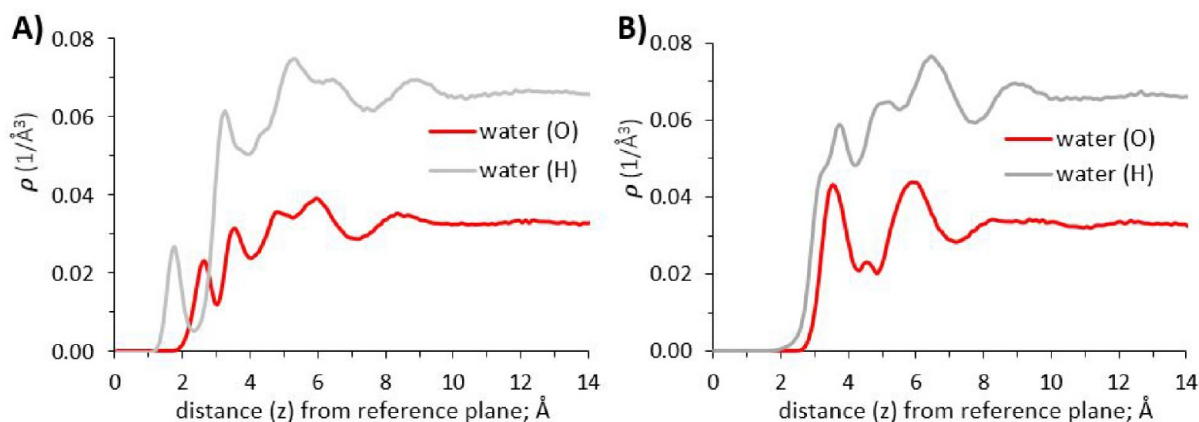 A)
0.08
0.06
0.04
0.02
0.00
ρ (1/Å³)
water (O)
water (H)
0 2 4 6 8 10 12 14
distance (z) from reference plane; Å
B)
0.08
0.06
0.04
0.02
0.00
ρ (1/Å³)
water (O)
water (H)
0 2 4 6 8 10 12 14
distance (z) from reference plane; Å